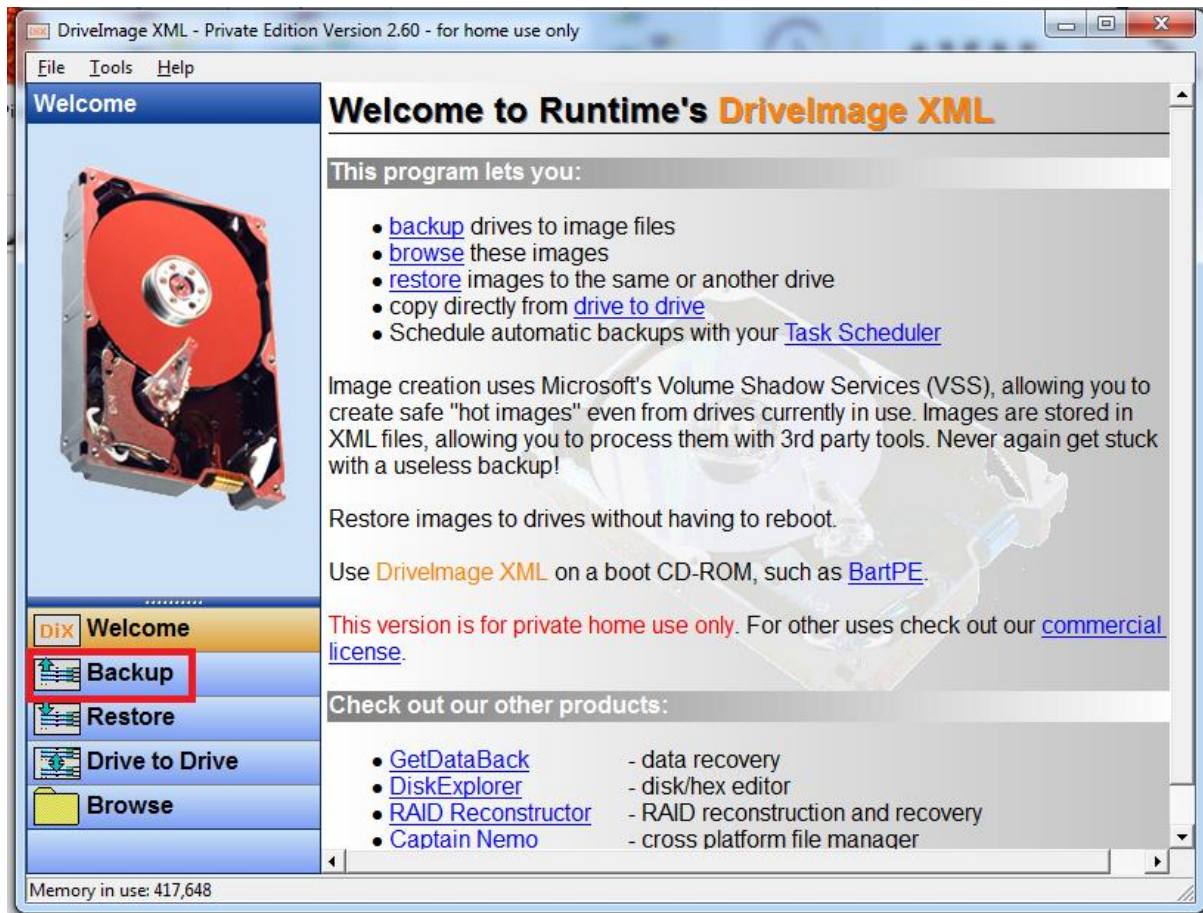 DriveImage XML - Private Edition Version 2.60 - for home use only
File Tools Help
Welcome
Welcome to Runtime's DriveImage XML
This program lets you:
• backup drives to image files
• browse these images
• restore images to the same or another drive
• copy directly from drive to drive
• Schedule automatic backups with your Task Scheduler
Image creation uses Microsoft's Volume Shadow Services (VSS), allowing you to
create safe "hot images" even from drives currently in use. Images are stored in
XML files, allowing you to process them with 3rd party tools. Never again get stuck
with a useless backup!
Restore images to drives without having to reboot.
Use DriveImage XML on a boot CD-ROM, such as BartPE.
This version is for private home use only. For other uses check out our commercial
license.
Check out our other products:
• GetDataBack - data recovery
• DiskExplorer - disk/hex editor
• RAID Reconstructor - RAID reconstruction and recovery
• Captain Nemo - cross platform file manager
DiX Welcome
Backup
Restore
Drive to Drive
Browse
Memory in use: 417,648